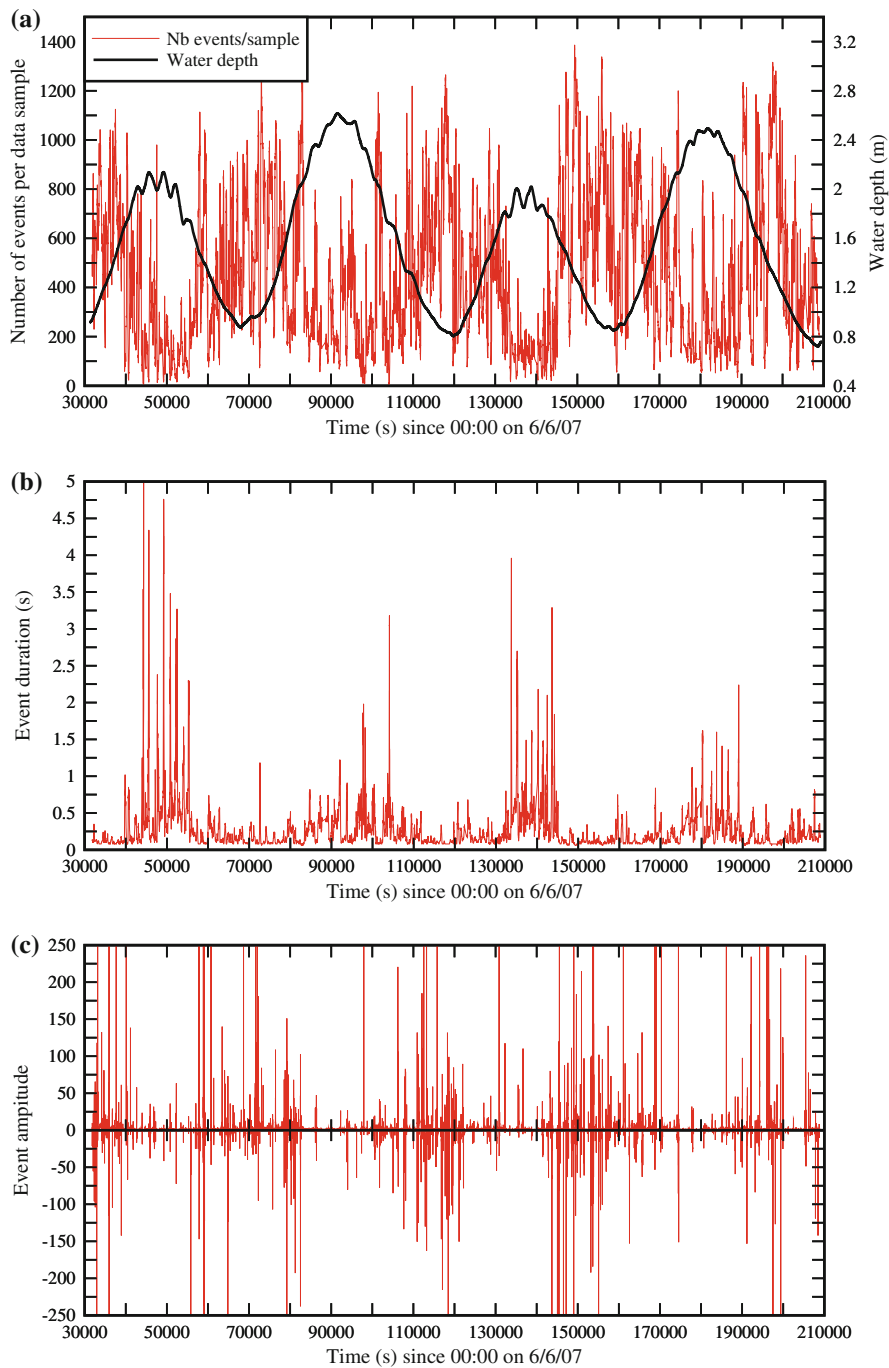 (a)
Nb events/sample
Water depth
Number of events per data sample
1400
1200
1000
800
600
400
200
0
3.2
2.8
2.4
2
1.6
1.2
0.8
0.4
Water depth (m)
30000 50000 70000 90000 110000 130000 150000 170000 190000 210000
Time (s) since 00:00 on 6/6/07
(b)
Event duration (s)
5
4.5
4
3.5
3
2.5
2
1.5
1
0.5
0
30000 50000 70000 90000 110000 130000 150000 170000 190000 210000
Time (s) since 00:00 on 6/6/07
(c)
Event ampitude
250
200
150
100
50
0
-50
-100
-150
-200
-250
30000 50000 70000 90000 110000 130000 150000 170000 190000 210000
Time (s) since 00:00 on 6/6/07